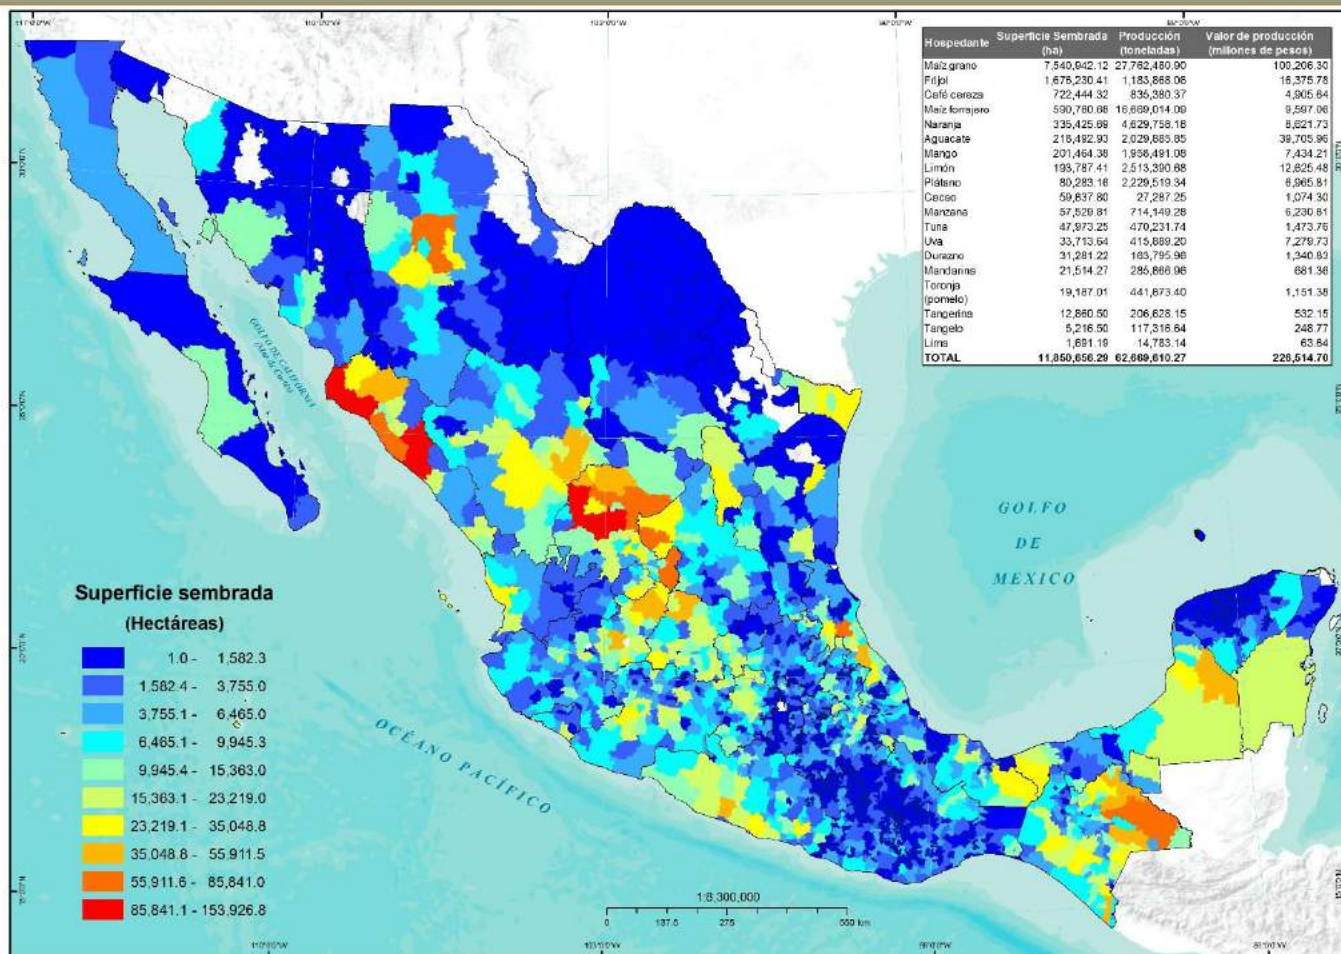 Hospedante Superficie Sembrada (ha) Producción (toneladas) Valor de producción (millones de pesos)
Maíz grano 7,540,942.12 27,762,480.90 100,206.30
Frijol 1,676,230.41 1,183,868.06 16,375.78
Café cereza 722,444.32 835,380.37 4,905.64
Maíz forrajero 590,780.68 16,669,014.09 9,597.06
Naranja 335,425.69 4,629,758.18 8,621.73
Aguacate 218,492.93 2,029,885.85 39,705.96
Mango 201,464.38 1,958,491.08 7,434.21
Limón 193,787.41 2,513,390.68 12,625.48
Plátano 80,283.16 2,229,519.34 6,965.81
Cacao 59,837.80 27,287.25 1,074.30
Manzana 57,529.81 714,149.28 6,230.61
Tuna 47,973.25 470,231.74 1,473.76
Uva 33,713.64 415,889.20 7,279.73
Durazno 31,281.22 163,795.96 1,340.83
Mandarina 21,514.27 285,866.96 681.36
Toronja (pomelo) 19,187.01 441,873.40 1,151.38
Tangerina 12,860.50 206,628.15 532.15
Tangelo 5,216.50 117,316.64 248.77
Lima 1,691.19 14,783.14 63.64
TOTAL 11,850,656.29 62,669,610.27 226,514.70
GOLFO DE CALIFORNIA
GOLFO
DE
MEXICO
OCÉANO PACÍFICO
Superficie sembrada
(Hectáreas)
1.0 - 1,582.3
1,582.4 - 3,755.0
3,755.1 - 6,465.0
6,465.1 - 9,945.3
9,945.4 - 15,363.0
15,363.1 - 23,219.0
23,219.1 - 35,048.8
35,048.8 - 55,911.5
55,911.6 - 85,841.0
85,841.1 - 153,926.8
1:8,300,000
0 137.5 275 550 km